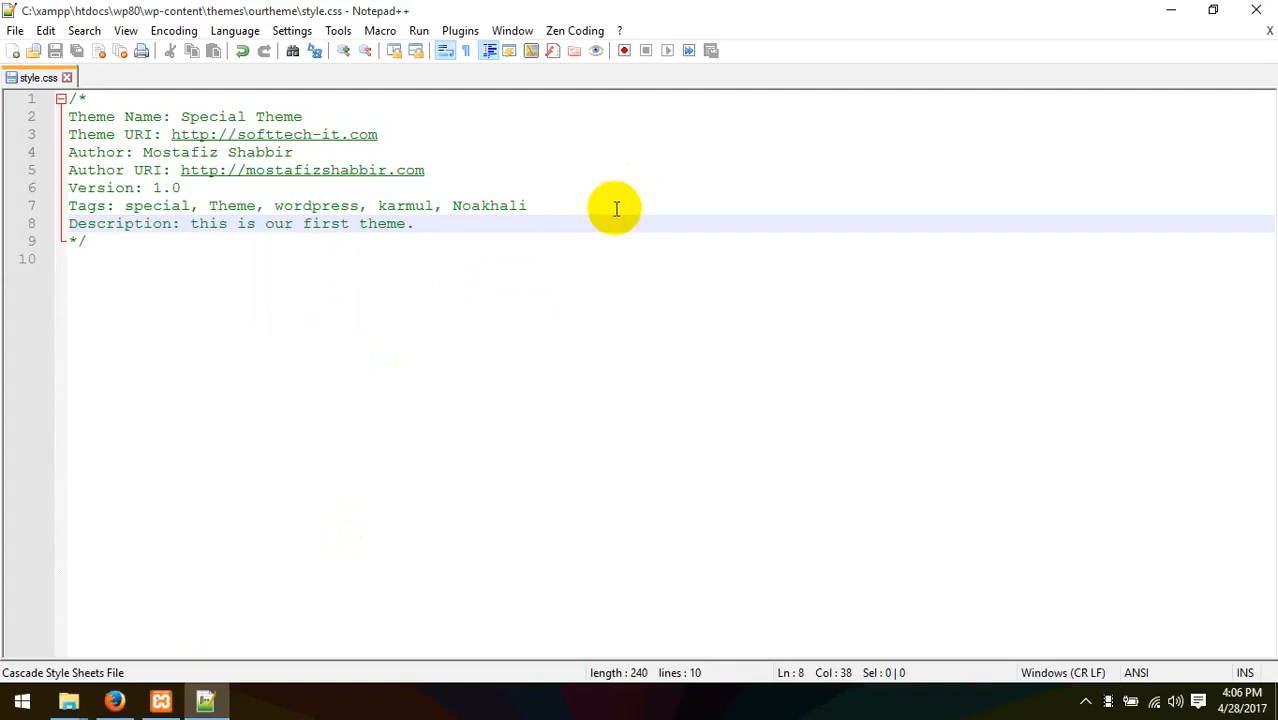 C:\xampp\htdocs\wp80\wp-content\themes\ourtheme\style.css - Notepad++
File Edit Search View Encoding Language Settings Tools Macro Run Plugins Window Zen Coding ? X
style.css
1 /*
2 Theme Name: Special Theme
3 Theme URI: http://softtech-it.com
4 Author: Mostafiz Shabbir
5 Author URI: http://mostafizshabbir.com
6 Version: 1.0
7 Tags: special, Theme, wordpress, karmul, Noakhali
8 Description: this is our first theme.
9 */
10
Cascade Style Sheets File length : 240 lines : 10 Ln : 8 Col : 38 Sel : 0 | 0 Windows (CR LF) ANSI INS
4:06 PM
4/28/2017